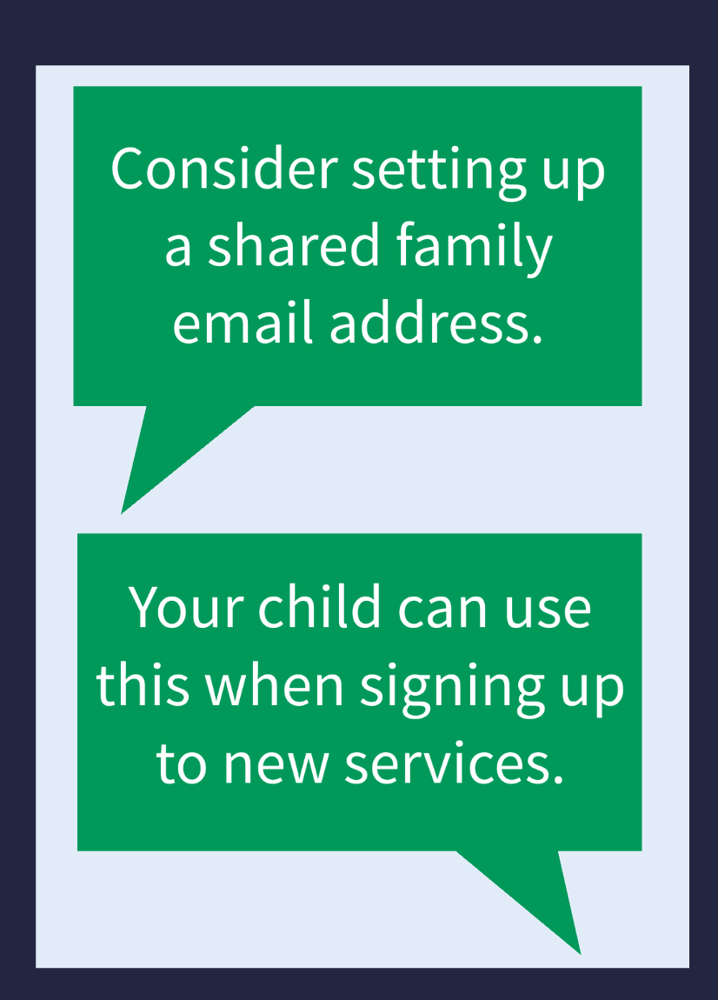 Consider setting up
a shared family
email address.
Your child can use
this when signing up
to new services.